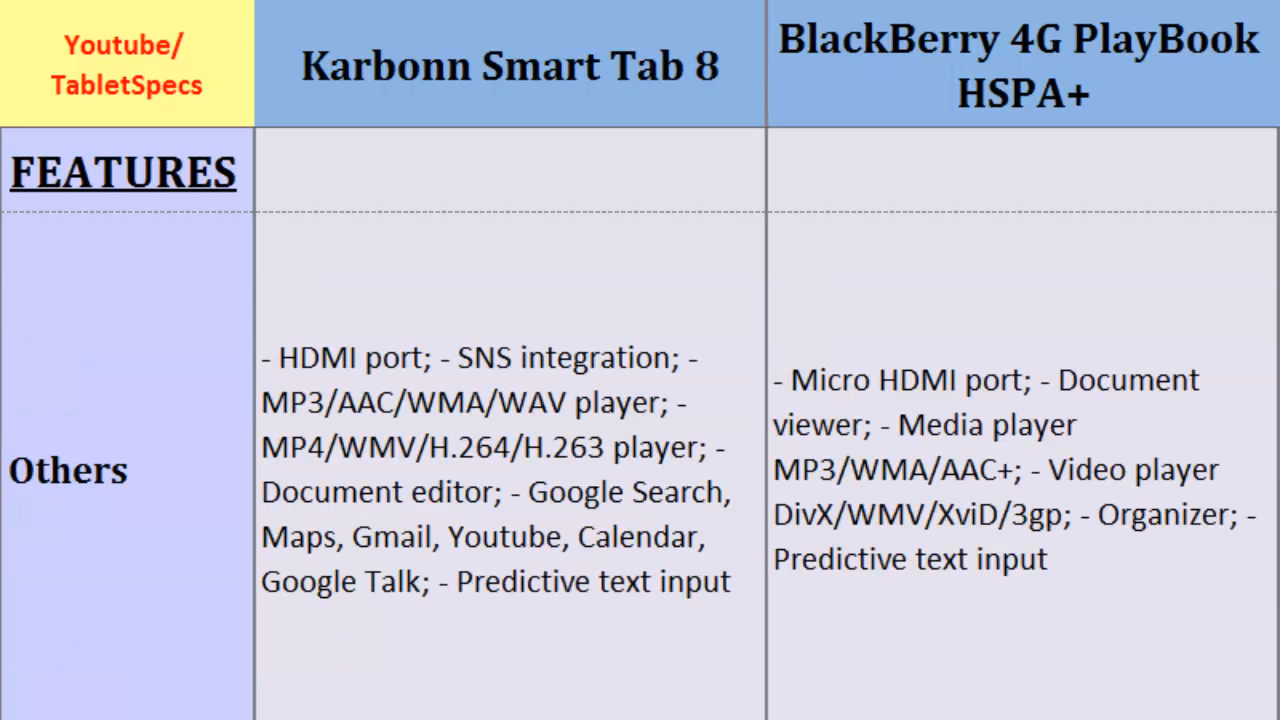 Youtube/
TabletSpecs
Karbonn Smart Tab 8
BlackBerry 4G PlayBook
HSPA+
FEATURES
Others
- HDMI port; - SNS integration; -
MP3/AAC/WMA/WAV player; -
MP4/WMV/H.264/H.263 player; -
Document editor; - Google Search,
Maps, Gmail, Youtube, Calendar,
Google Talk; - Predictive text input
- Micro HDMI port; - Document
viewer; - Media player
MP3/WMA/AAC+; - Video player
DivX/WMV/XviD/3gp; - Organizer; -
Predictive text input